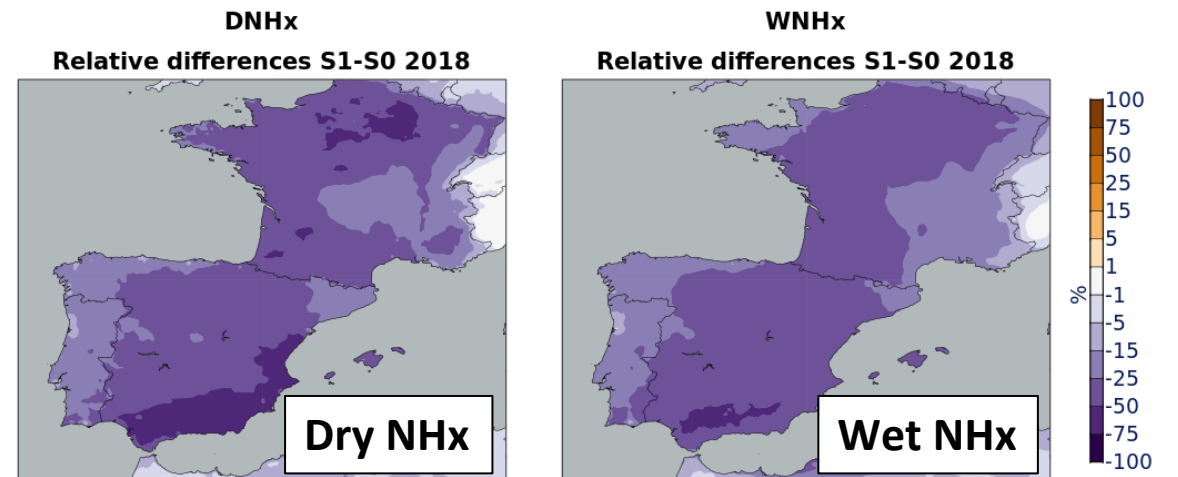 DNHx
Relative differences S1-S0 2018
Dry NHx
WNHx
Relative differences S1-S0 2018
Wet NHx
%
100
75
50
25
15
5
1
-1
-5
-15
-25
-50
-75
-100